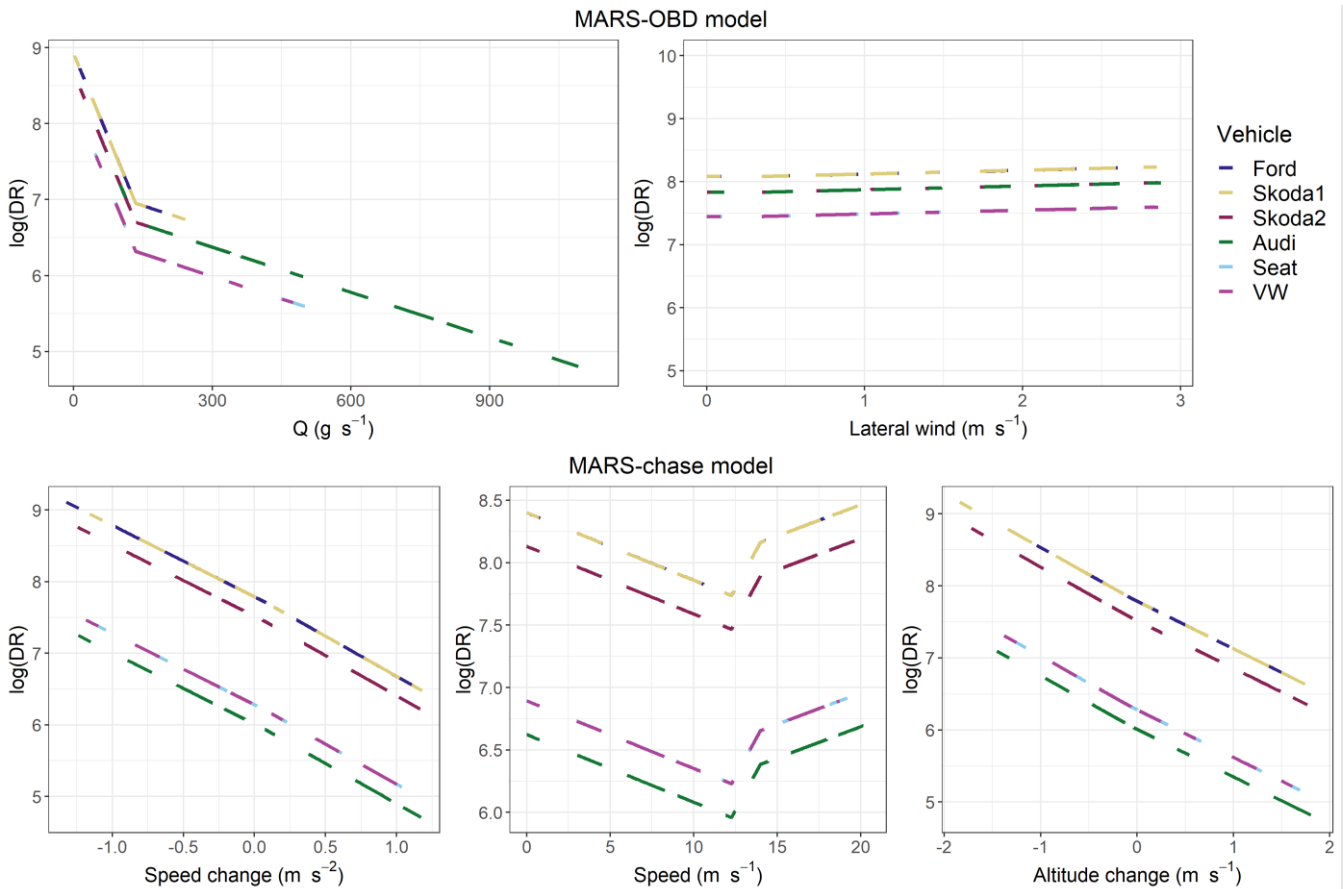 MARS-OBD model
9
8
7
6
5
log(DR)
0 300 600 900
Q (g s⁻¹)
10
9
8
7
6
5
log(DR)
0 1 2 3
Lateral wind (m s⁻¹)
Vehicle
Ford
Skoda1
Skoda2
Audi
Seat
VW
MARS-chase model
9
8
7
6
5
log(DR)
-1.0 -0.5 0.0 0.5 1.0
Speed change (m s⁻²)
8.5
8.0
7.5
7.0
6.5
6.0
log(DR)
0 5 10 15 20
Speed (m s⁻¹)
9
8
7
6
5
log(DR)
-2 -1 0 1 2
Altitude change (m s⁻¹)